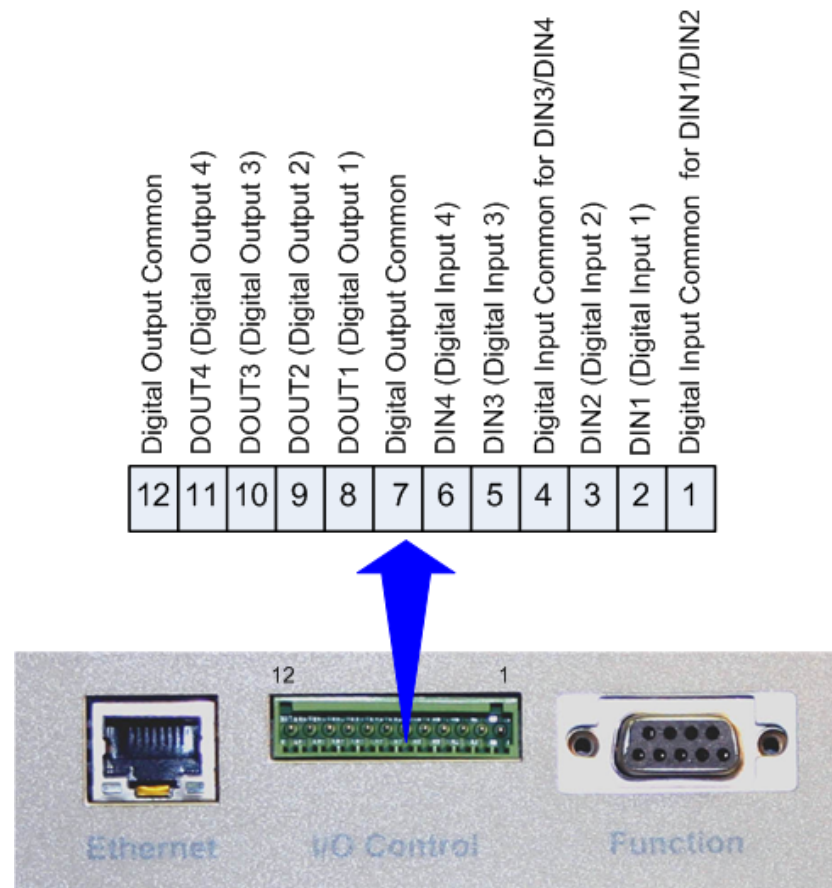 Digital Output Common
DOUT4 (Digital Output 4)
DOUT3 (Digital Output 3)
DOUT2 (Digital Output 2)
DOUT1 (Digital Output 1)
Digital Output Common
DIN4 (Digital Input 4)
DIN3 (Digital Input 3)
Digital Input Common for DIN3/DIN4
DIN2 (Digital Input 2)
DIN1 (Digital Input 1)
Digital Input Common for DIN1/DIN2
12 11 10 9 8 7 6 5 4 3 2 1
12 1
Ethernet I/O Control Function